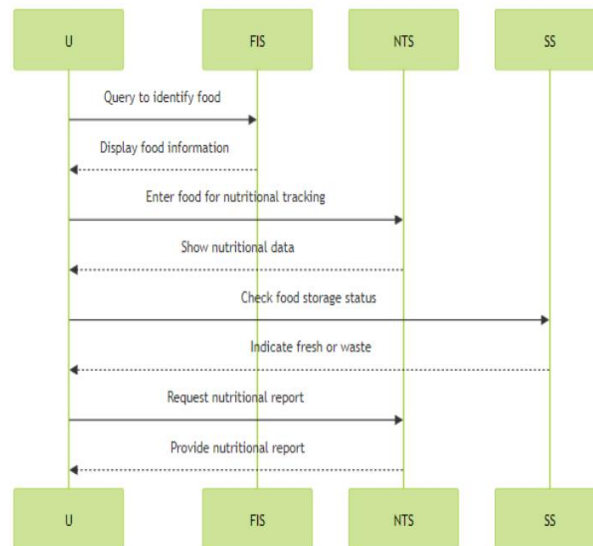 U FIS NTS SS
Query to identify food
Display food information
Enter food for nutritional tracking
Show nutritional data
Check food storage status
Indicate fresh or waste
Request nutritional report
Provide nutritional report
U FIS NTS SS